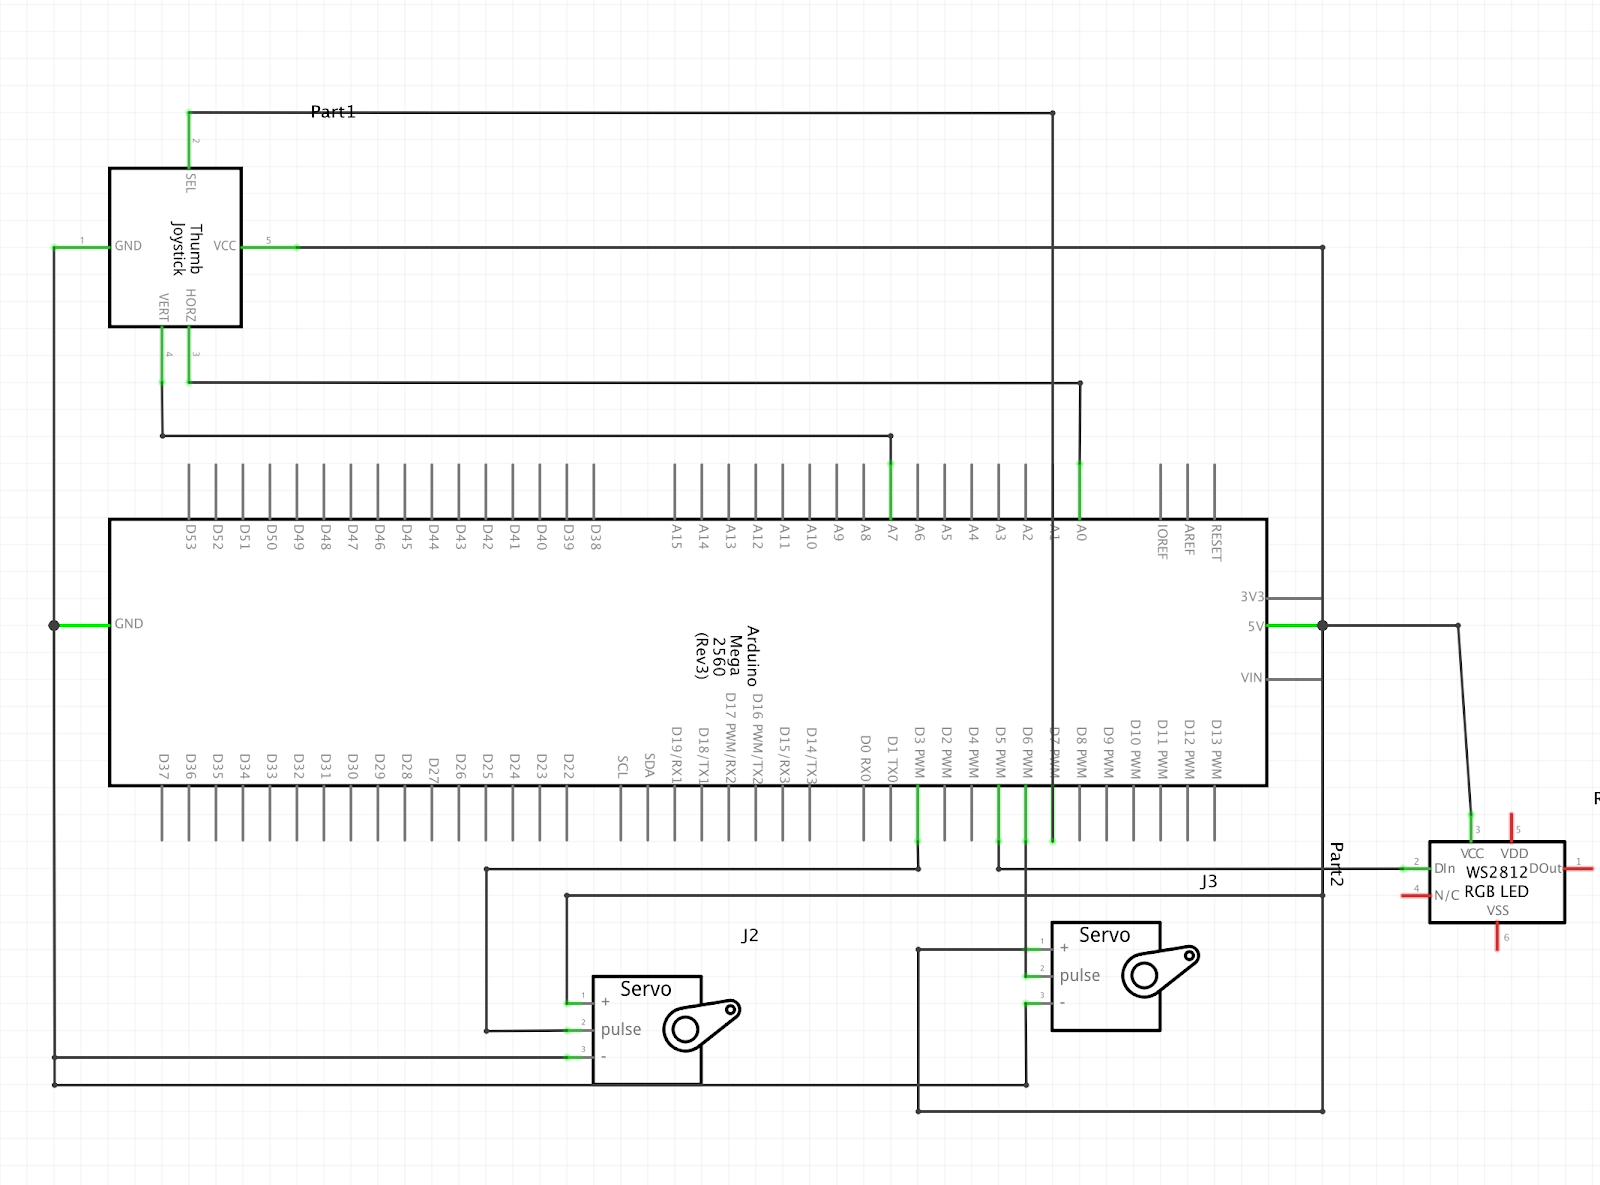 Part1
2
SEL
Thumb
Joystick
1
GND
VCC
5
VERT
HORZ
4
3
D53
D52
D51
D50
D49
D48
D47
D46
D45
D44
D43
D42
D41
D40
D39
D38
A15
A14
A13
A12
A11
A10
A9
A8
A7
A6
A5
A4
A3
A2
A1
A0
IOREF
AREF
RESET
3V3
GND
5V
VIN
Arduino
Mega
2560
(Rev3)
D37
D36
D35
D34
D33
D32
D31
D30
D29
D28
D27
D26
D25
D24
D23
D22
SCL
SDA
D19/RX1
D18/TX1
D17 PWM/RX2
D16 PWM/TX2
D15/RX3
D14/TX3
D0 RX0
D1 TX0
D3 PWM
D2 PWM
D4 PWM
D5 PWM
D6 PWM
D7 PWM
D8 PWM
D9 PWM
D10 PWM
D11 PWM
D12 PWM
D13 PWM
R
3
5
Part2
VCC
VDD
2
DIn
WS2812
DOut
1
4
N/C
RGB LED
VSS
6
J3
J2
Servo
1
+
2
pulse
3
-
Servo
1
+
2
pulse
3
-